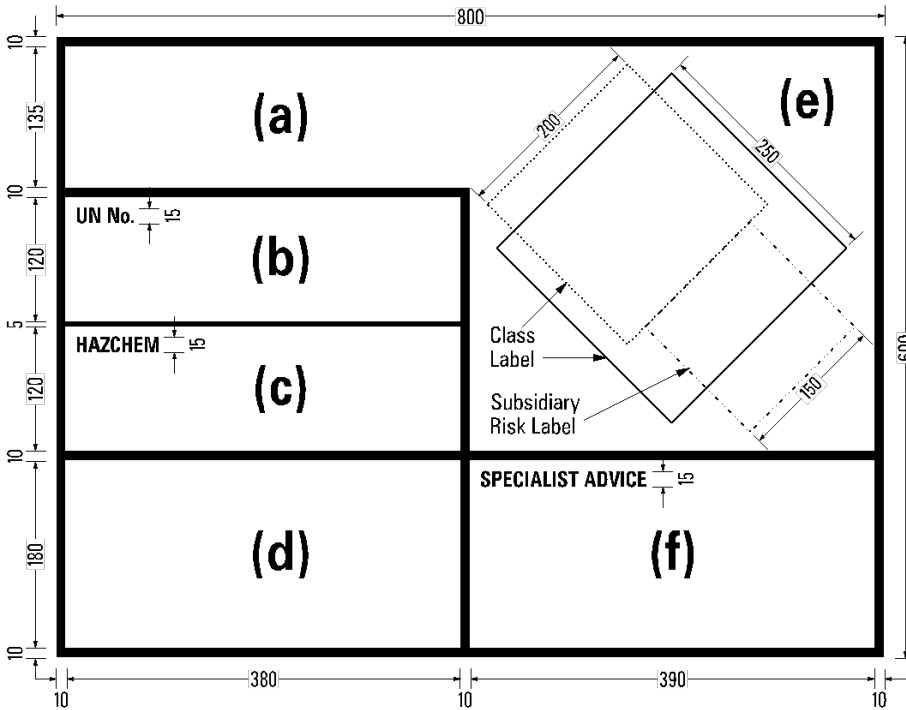 800
10
135
10
120
5
120
10
180
10
(a)
(e)
200
250
UN No.
15
(b)
HAZCHEM
15
(c)
Class
Label
Subsidiary
Risk Label
150
600
SPECIALIST ADVICE
15
(d)
(f)
10
380
10
390
10